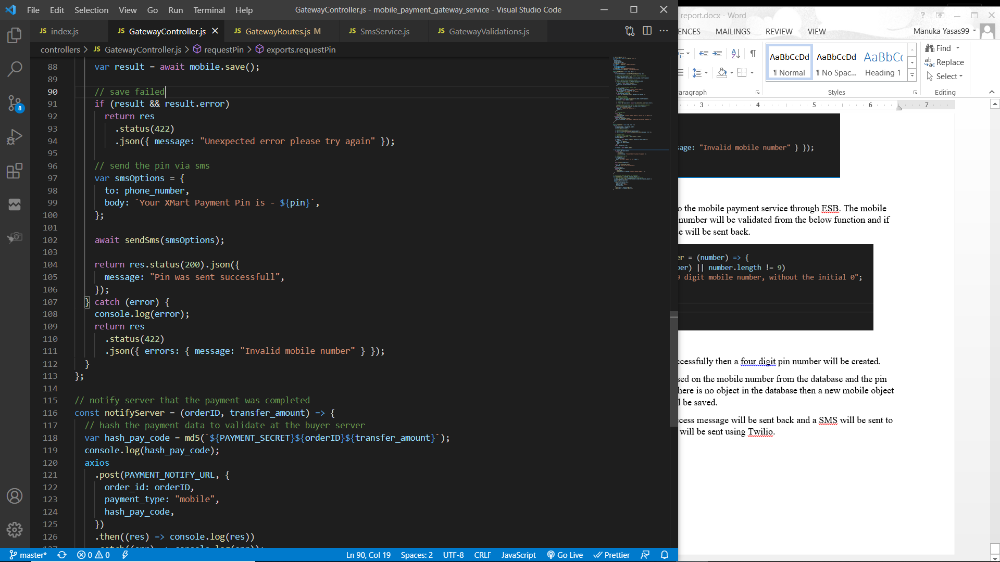 File Edit Selection View Go Run Terminal Help
GatewayController.js - mobile_payment_gateway_service - Visual Studio Code
JS index.js
JS GatewayController.js
JS GatewayRoutes.js M
JS SmsService.js
JS GatewayValidations.js
controllers > JS GatewayController.js > requestPin > exports.requestPin
88 var result = await mobile.save();
89
90 // save failed
91 if (result && result.error)
92 return res
93 .status(422)
94 .json({ message: "Unexpected error please try again" });
95
96 // send the pin via sms
97 var smsOptions = {
98 to: phone_number,
99 body: `Your XMart Payment Pin is - ${pin}`,
100 };
101
102 await sendSms(smsOptions);
103
104 return res.status(200).json({
105 message: "Pin was sent successfull",
106 });
107 } catch (error) {
108 console.log(error);
109 return res
110 .status(422)
111 .json({ errors: { message: "Invalid mobile number" } });
112 }
113 };
114
115 // notify server that the payment was completed
116 const notifyServer = (orderID, transfer_amount) => {
117 // hash the payment data to validate at the buyer server
118 var hash_pay_code = md5(`${PAYMENT_SECRET}${orderID}${transfer_amount}`);
119 console.log(hash_pay_code);
120 axios
121 .post(PAYMENT_NOTIFY_URL, {
122 order_id: orderID,
123 payment_type: "mobile",
124 hash_pay_code,
125 })
126 .then((res) => console.log(res))
8
master* 0 0 Ln 90, Col 19 Spaces: 2 UTF-8 CRLF JavaScript Go Live Prettier
report.docx - Word
ENCES MAILINGS REVIEW VIEW Manuka Yasas99
AaBbCcDd AaBbCcDd AaBbCc
¶ Normal ¶ No Spac... Heading 1
Find
Replace
Select
aragraph Styles Editing
3 4 5 6 7
sage: "Invalid mobile number" } });
o the mobile payment service through ESB. The mobile
number will be validated from the below function and if
e will be sent back.
er = (number) => {
ber) || number.length != 9)
9 digit mobile number, without the initial 0";
ccessfully then a four digit pin number will be created.
sed on the mobile number from the database and the pin
here is no object in the database then a new mobile object
l be saved.
ccess message will be sent back and a SMS will be sent to
will be sent using Twilio.